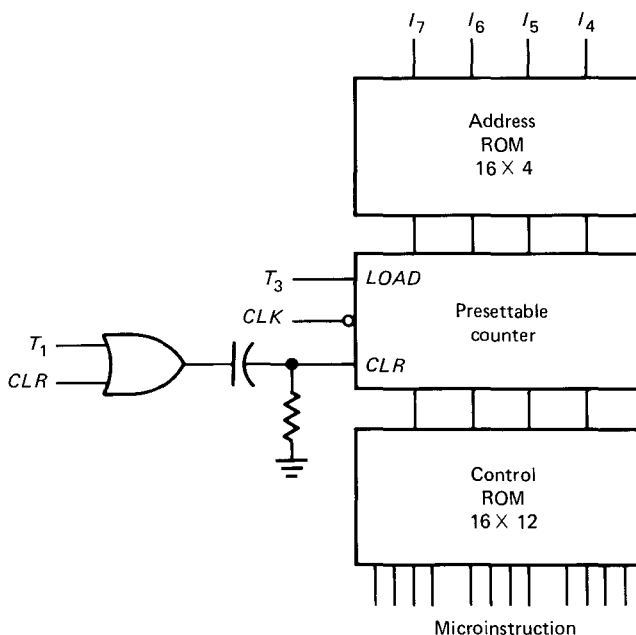 I7 I6 I5 I4
Address
ROM
16 × 4
T3 LOAD
CLK
Presettable
counter
T1
CLR
CLR
Control
ROM
16 × 12
Microinstruction